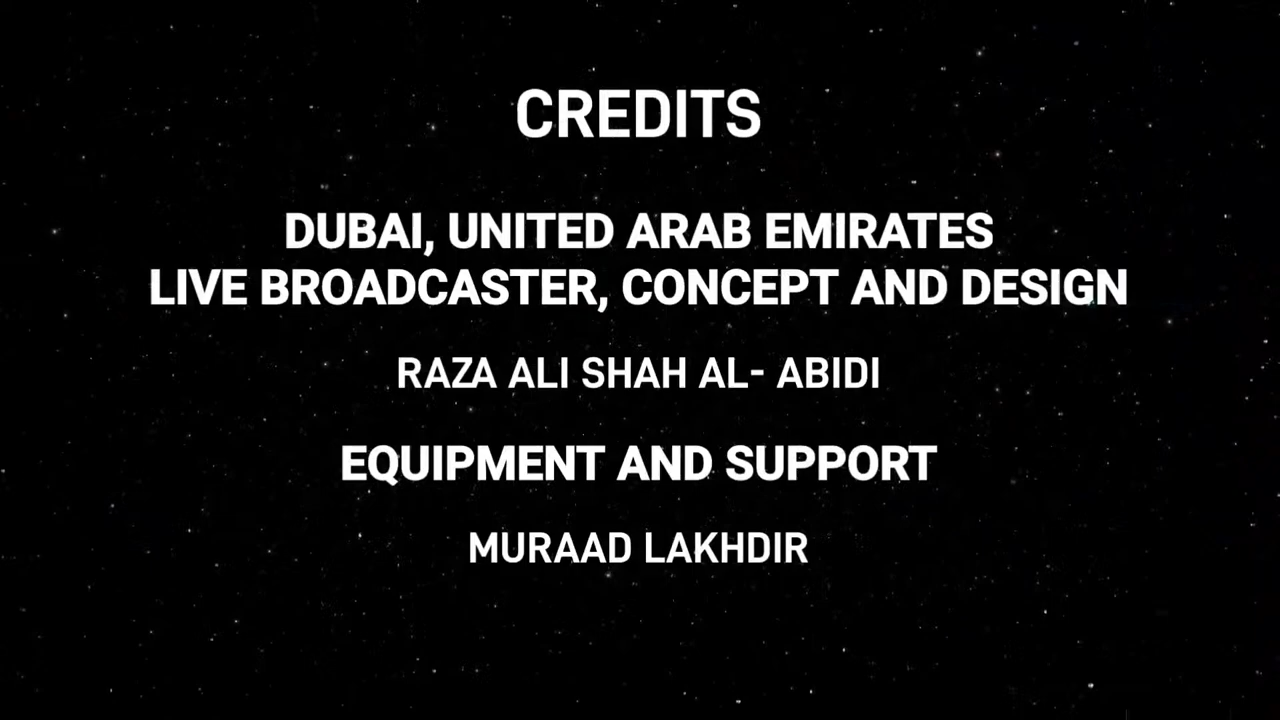 CREDITS
DUBAI, UNITED ARAB EMIRATES
LIVE BROADCASTER, CONCEPT AND DESIGN
RAZA ALI SHAH AL- ABIDI
EQUIPMENT AND SUPPORT
MURAAD LAKHDIR